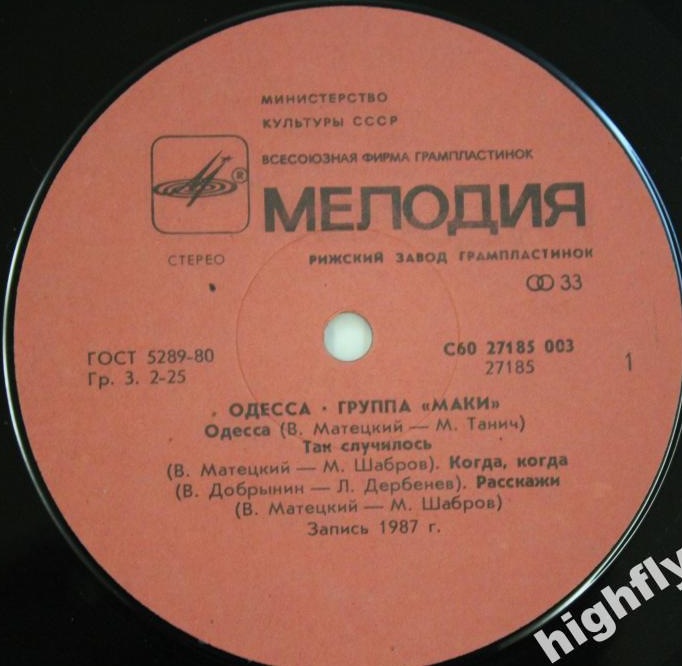 МИНИСТЕРСТВО
КУЛЬТУРЫ СССР
ВСЕСОЮЗНАЯ ФИРМА ГРАМПЛАСТИНОК
®
МЕЛОДИЯ
СТЕРЕО
РИЖСКИЙ ЗАВОД ГРАМПЛАСТИНОК
33
ГОСТ 5289-80
Гр. 3. 2-25
С60 27185 003
27185
1
ОДЕССА · ГРУППА «МАКИ»
Одесса (В. Матецкий — М. Танич)
Так случилось
(В. Матецкий — М. Шабров). Когда, когда
(В. Добрынин — Л. Дербенев). Расскажи
(В. Матецкий — М. Шабров)
Запись 1987 г.
highfly